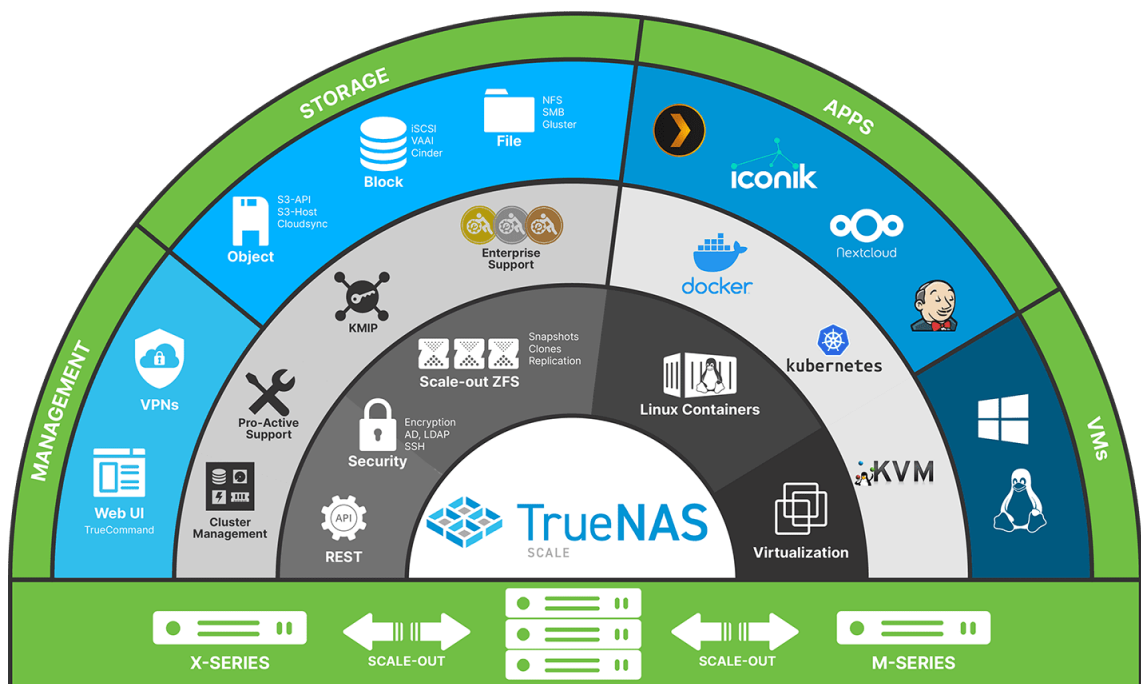 STORAGE
APPS
MANAGEMENT
VMs
NFS
SMB
Gluster
File
iSCSI
VAAI
Cinder
Block
S3-API
S3-Host
Cloudsync
Object
VPNs
Web UI
TrueCommand
iconik
Nextcloud
Enterprise
Support
KMIP
Pro-Active
Support
Cluster
Management
docker
kubernetes
KVM
Snapshots
Clones
Replication
Scale-out ZFS
Encryption
AD, LDAP
SSH
Security
API
REST
Linux Containers
Virtualization
TrueNAS
SCALE
X-SERIES
SCALE-OUT
SCALE-OUT
M-SERIES